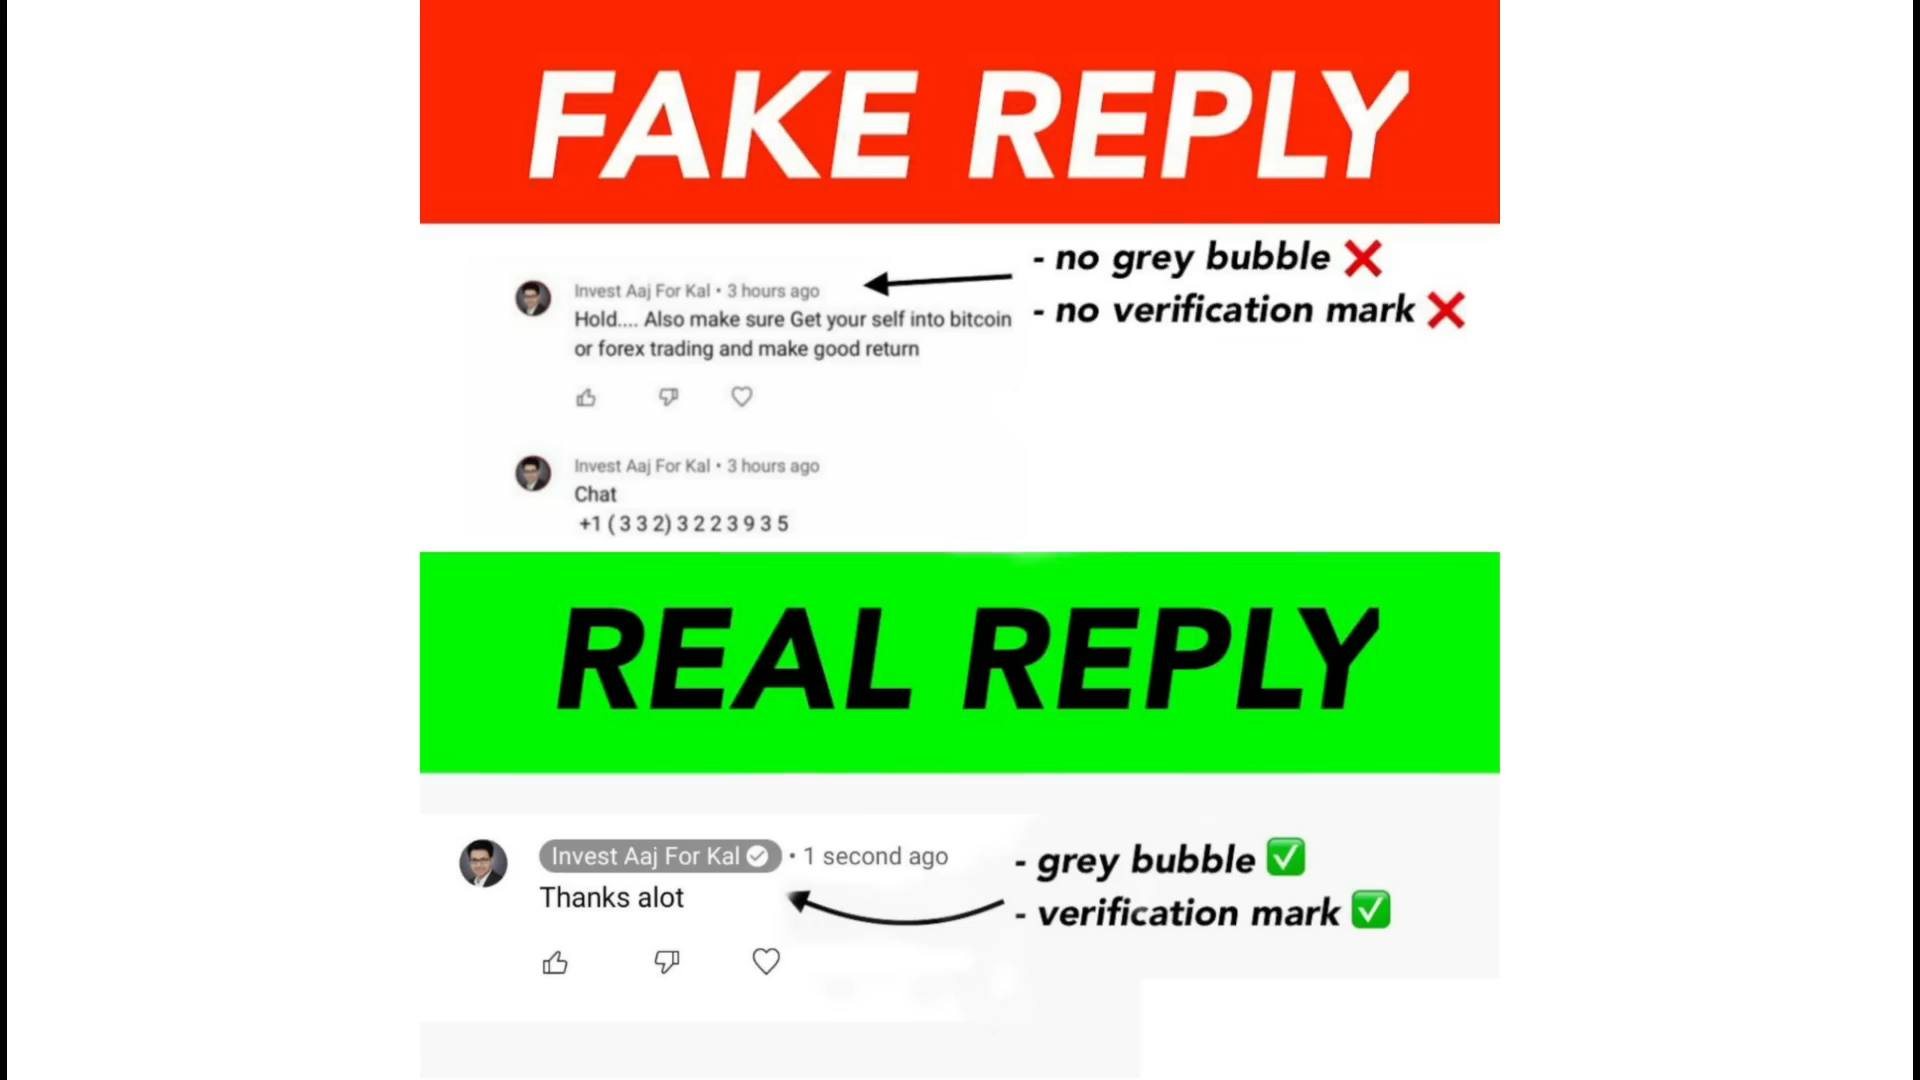 FAKE REPLY
- no grey bubble ❌
- no verification mark ❌
Invest Aaj For Kal • 3 hours ago
Hold.... Also make sure Get your self into bitcoin
or forex trading and make good return
Invest Aaj For Kal • 3 hours ago
Chat
+1 ( 3 3 2) 3 2 2 3 9 3 5
REAL REPLY
Invest Aaj For Kal • 1 second ago
Thanks alot
- grey bubble ✅
- verification mark ✅